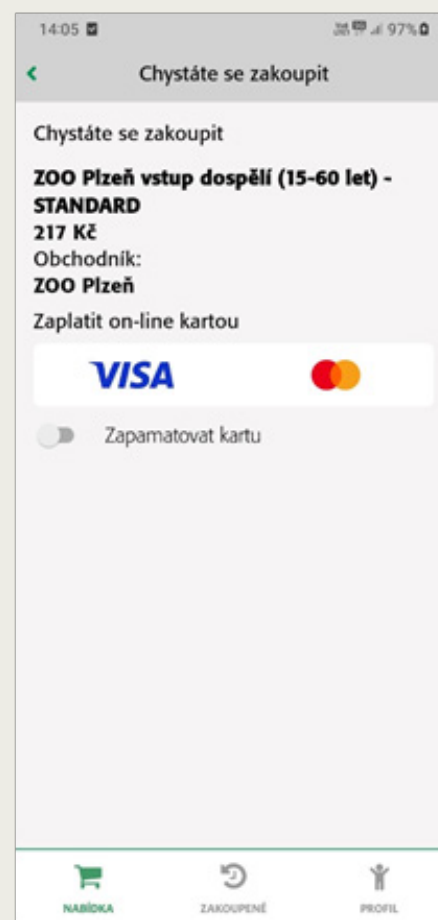 14:05
97%
Chystáte se zakoupit
Chystáte se zakoupit
ZOO Plzeň vstup dospělí (15-60 let) -
STANDARD
217 Kč
Obchodník:
ZOO Plzeň
Zaplatit on-line kartou
VISA
Zapamatovat kartu
NABÍDKA ZAKOUPENÉ PROFIL